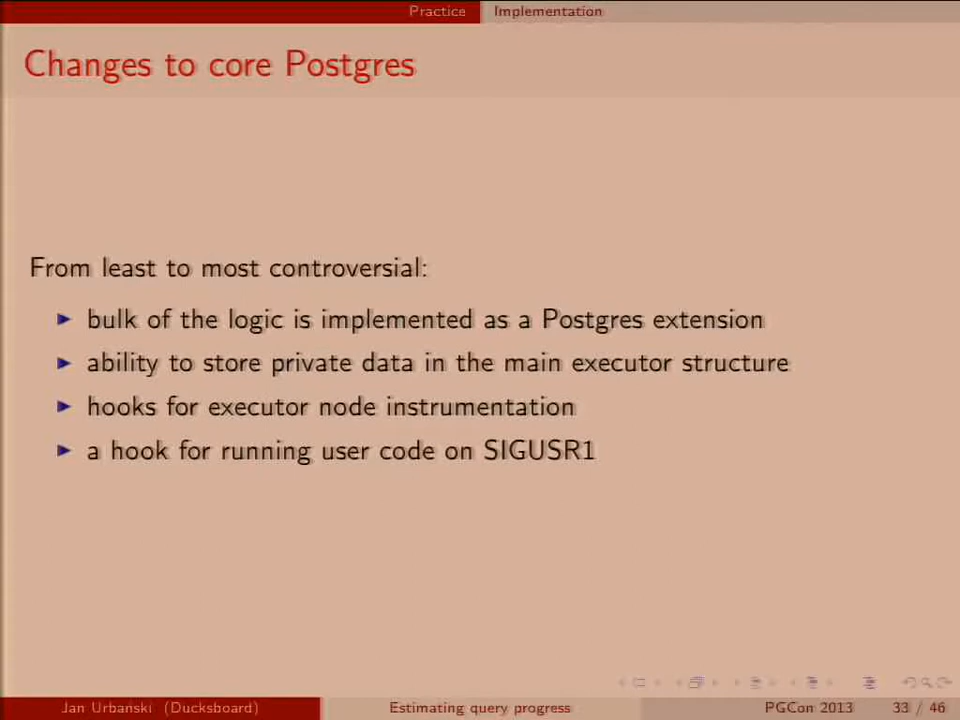 Practice Implementation
Changes to core Postgres
From least to most controversial:
bulk of the logic is implemented as a Postgres extension
ability to store private data in the main executor structure
hooks for executor node instrumentation
a hook for running user code on SIGUSR1
Jan Urbański (Ducksboard) Estimating query progress PGCon 2013 33 / 46